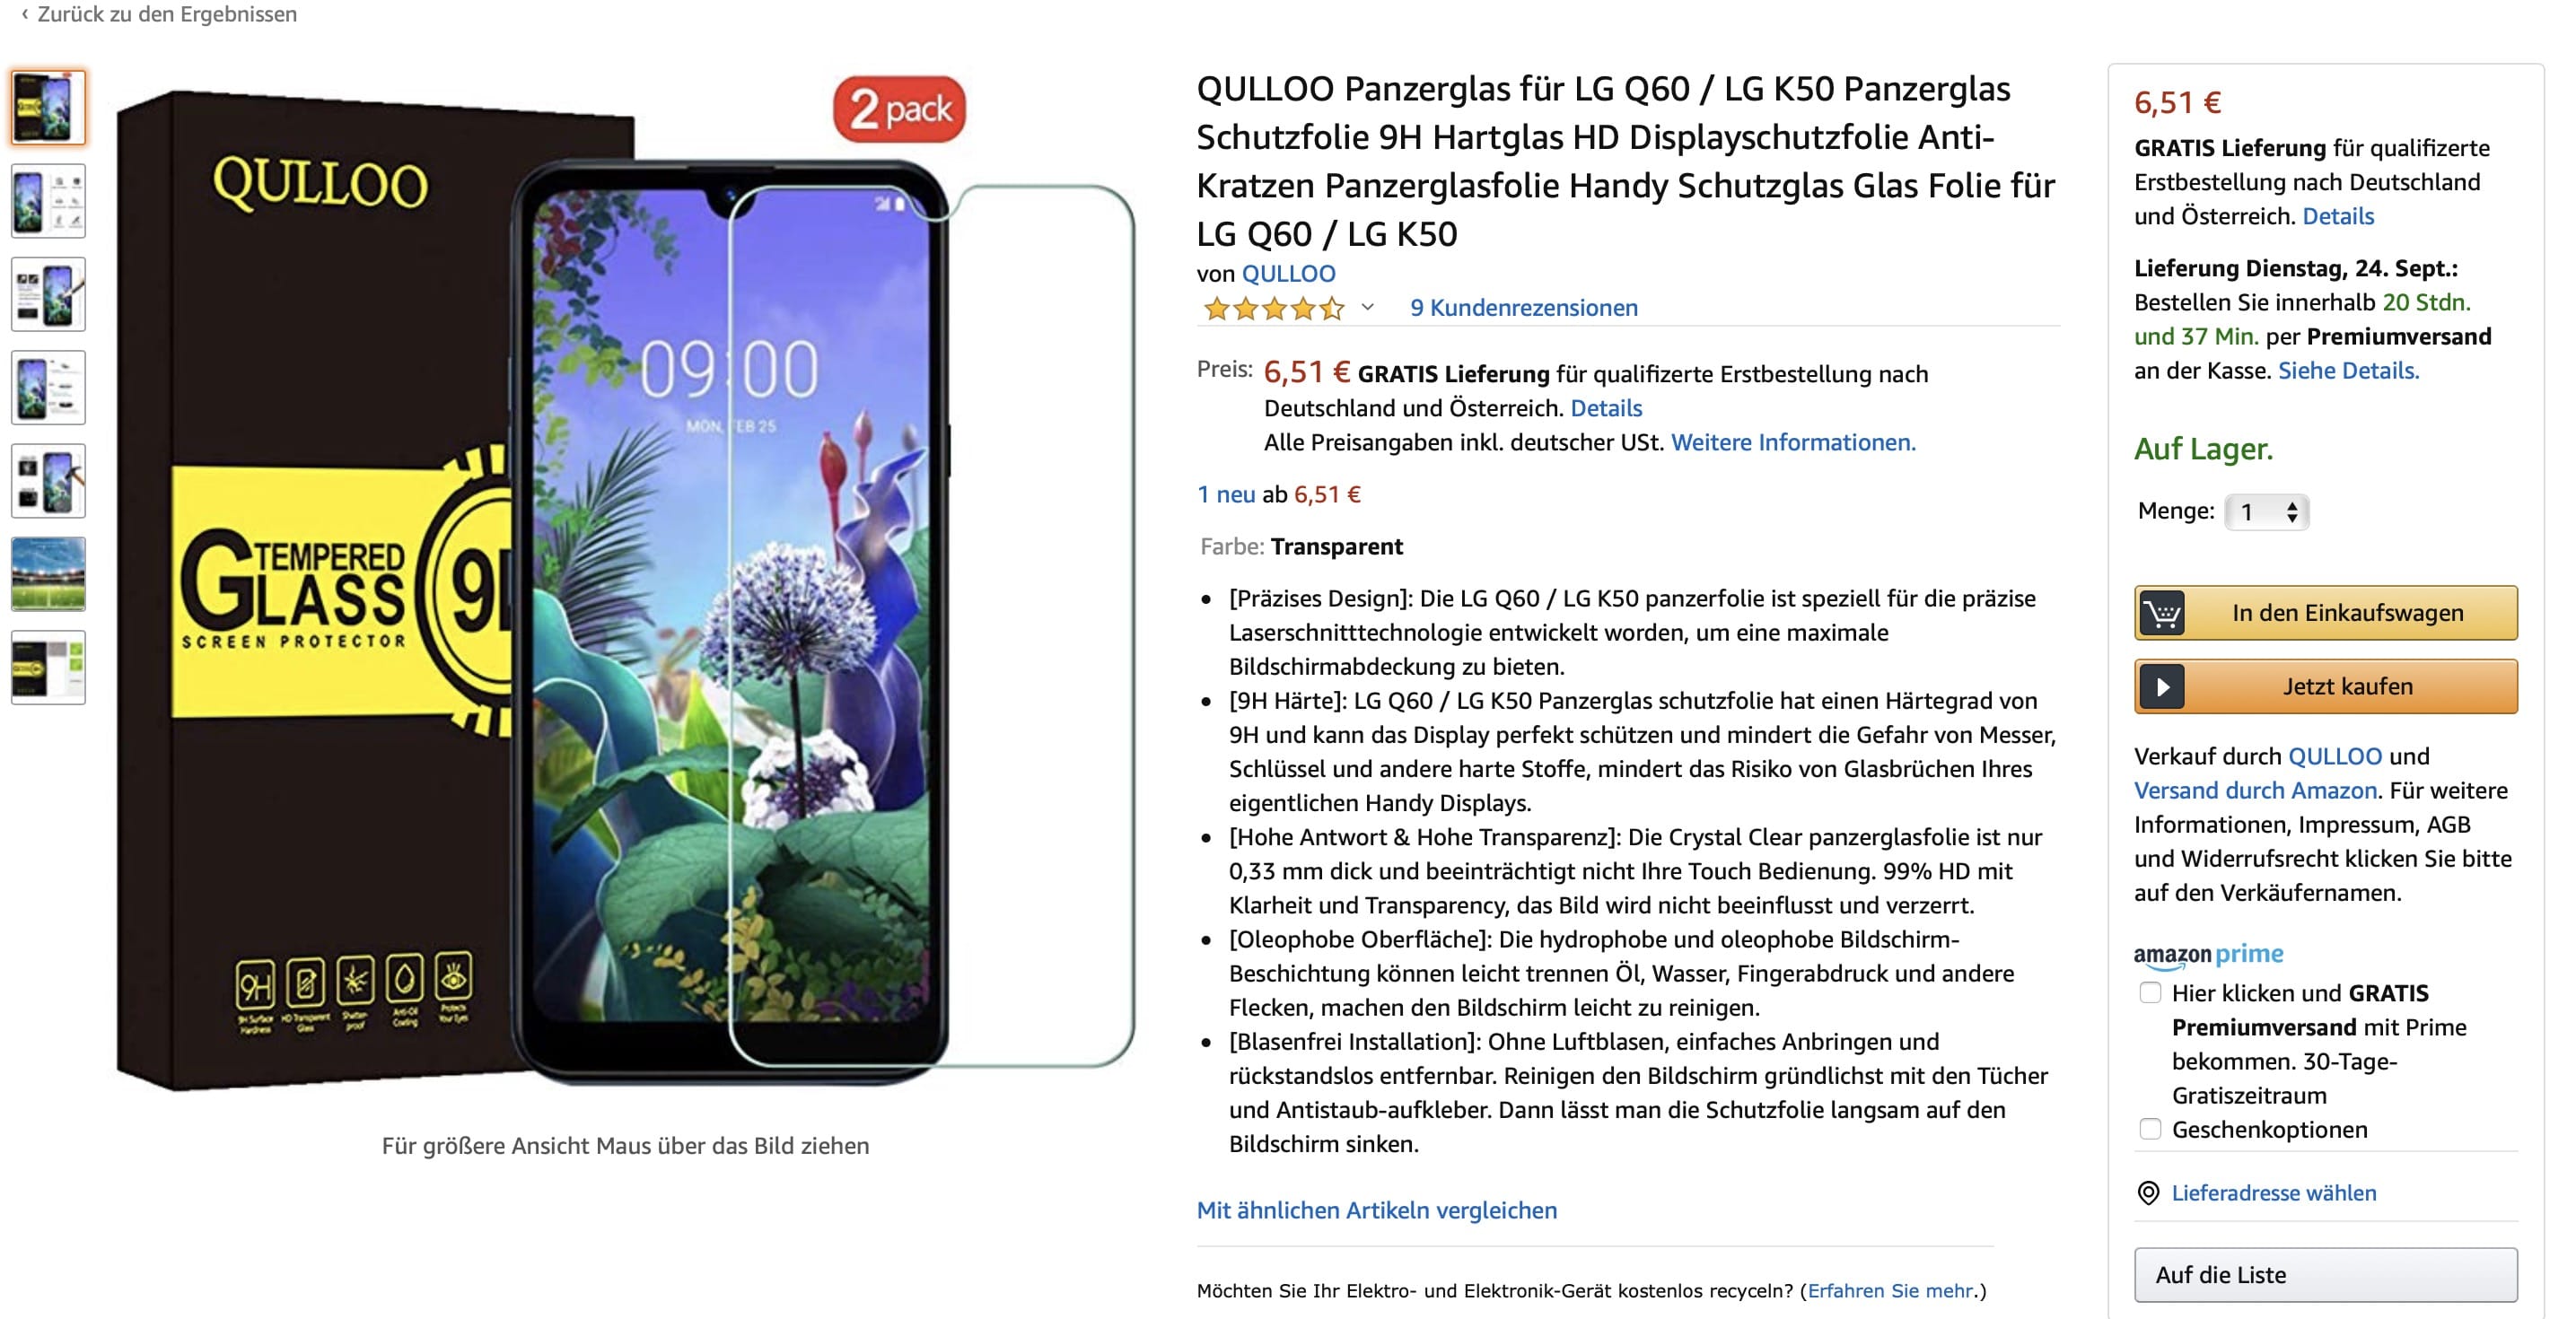 ‹ Zurück zu den Ergebnissen
2 pack
QULLOO
09:00
MON, FEB 25
TEMPERED
GLASS
SCREEN PROTECTOR
9H
9H Surface Hardness
HD Transparent Glass
Shatter-proof
Anti-Oil Coating
Protects Your Eyes
Für größere Ansicht Maus über das Bild ziehen
QULLOO Panzerglas für LG Q60 / LG K50 Panzerglas
Schutzfolie 9H Hartglas HD Displayschutzfolie Anti-
Kratzen Panzerglasfolie Handy Schutzglas Glas Folie für
LG Q60 / LG K50
von QULLOO
9 Kundenrezensionen
Preis: 6,51 € GRATIS Lieferung für qualifizerte Erstbestellung nach
Deutschland und Österreich. Details
Alle Preisangaben inkl. deutscher USt. Weitere Informationen.
1 neu ab 6,51 €
Farbe: Transparent
• [Präzises Design]: Die LG Q60 / LG K50 panzerfolie ist speziell für die präzise
Laserschnitttechnologie entwickelt worden, um eine maximale
Bildschirmabdeckung zu bieten.
• [9H Härte]: LG Q60 / LG K50 Panzerglas schutzfolie hat einen Härtegrad von
9H und kann das Display perfekt schützen und mindert die Gefahr von Messer,
Schlüssel und andere harte Stoffe, mindert das Risiko von Glasbrüchen Ihres
eigentlichen Handy Displays.
• [Hohe Antwort & Hohe Transparenz]: Die Crystal Clear panzerglasfolie ist nur
0,33 mm dick und beeinträchtigt nicht Ihre Touch Bedienung. 99% HD mit
Klarheit und Transparency, das Bild wird nicht beeinflusst und verzerrt.
• [Oleophobe Oberfläche]: Die hydrophobe und oleophobe Bildschirm-
Beschichtung können leicht trennen Öl, Wasser, Fingerabdruck und andere
Flecken, machen den Bildschirm leicht zu reinigen.
• [Blasenfrei Installation]: Ohne Luftblasen, einfaches Anbringen und
rückstandslos entfernbar. Reinigen den Bildschirm gründlichst mit den Tücher
und Antistaub-aufkleber. Dann lässt man die Schutzfolie langsam auf den
Bildschirm sinken.
Mit ähnlichen Artikeln vergleichen
Möchten Sie Ihr Elektro- und Elektronik-Gerät kostenlos recyceln? (Erfahren Sie mehr.)
6,51 €
GRATIS Lieferung für qualifizerte
Erstbestellung nach Deutschland
und Österreich. Details
Lieferung Dienstag, 24. Sept.:
Bestellen Sie innerhalb 20 Stdn.
und 37 Min. per Premiumversand
an der Kasse. Siehe Details.
Auf Lager.
Menge: 1
In den Einkaufswagen
Jetzt kaufen
Verkauf durch QULLOO und
Versand durch Amazon. Für weitere
Informationen, Impressum, AGB
und Widerrufsrecht klicken Sie bitte
auf den Verkäufernamen.
amazon prime
Hier klicken und GRATIS
Premiumversand mit Prime
bekommen. 30-Tage-
Gratiszeitraum
Geschenkoptionen
Lieferadresse wählen
Auf die Liste